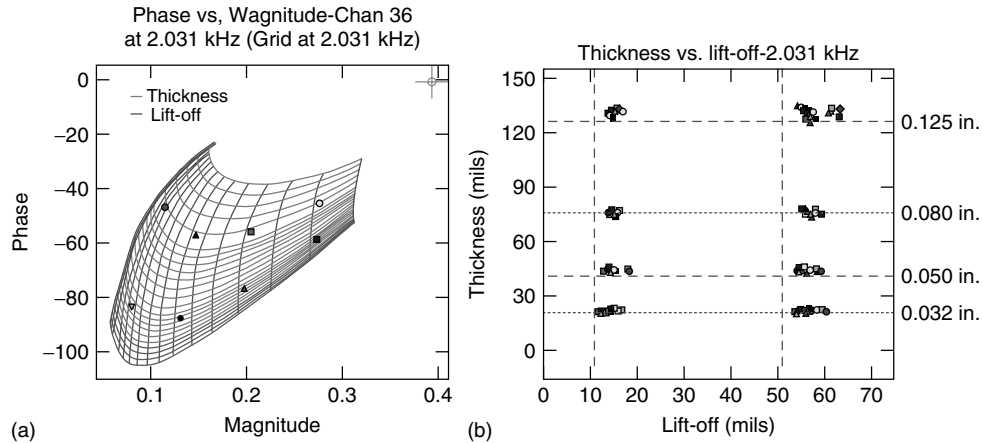 Phase vs, Wagnitude-Chan 36
at 2.031 kHz (Grid at 2.031 kHz)
Thickness
Lift-off
0
−20
−40
−60
−80
−100
Phase
0.1
0.2
0.3
0.4
Magnitude
(a)
Thickness vs. lift-off-2.031 kHz
150
120
90
60
30
0
Thickness (mils)
0.125 in.
0.080 in.
0.050 in.
0.032 in.
0
10
20
30
40
50
60
70
Lift-off (mils)
(b)